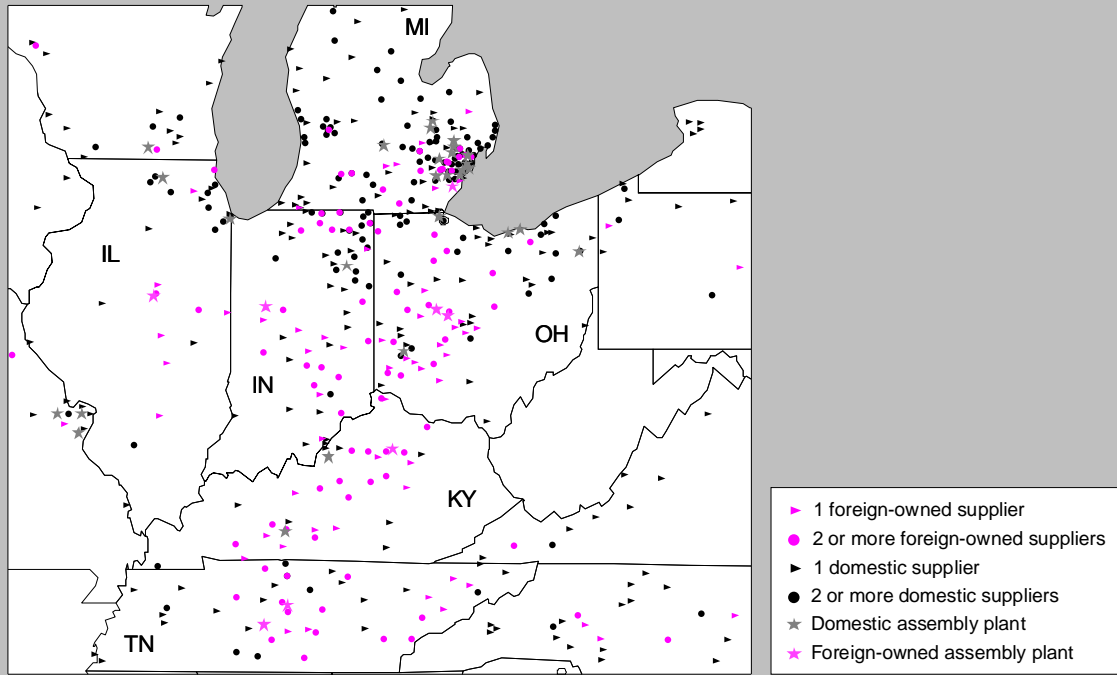 MI
IL
OH
IN
KY
TN
1 foreign-owned supplier
2 or more foreign-owned suppliers
1 domestic supplier
2 or more domestic suppliers
Domestic assembly plant
Foreign-owned assembly plant